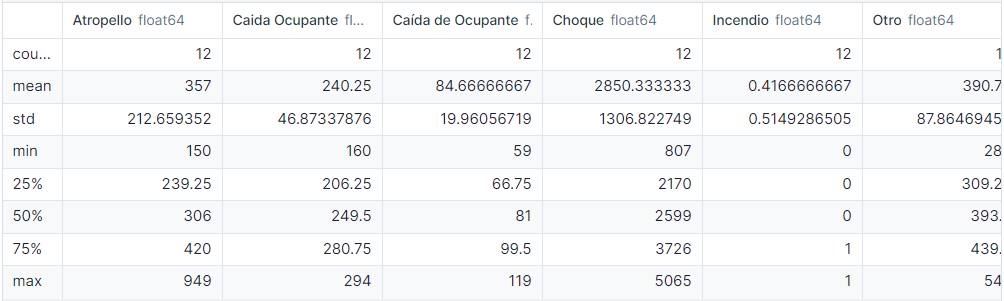 Atropello float64 Caida Ocupante fl... Caída de Ocupante f. Choque float64 Incendio float64 Otro float64
cou... 12 12 12 12 12 1
mean 357 240.25 84.66666667 2850.333333 0.4166666667 390.7
std 212.659352 46.87337876 19.96056719 1306.822749 0.5149286505 87.8646945
min 150 160 59 807 0 28
25% 239.25 206.25 66.75 2170 0 309.2
50% 306 249.5 81 2599 0 393.
75% 420 280.75 99.5 3726 1 439.
max 949 294 119 5065 1 54